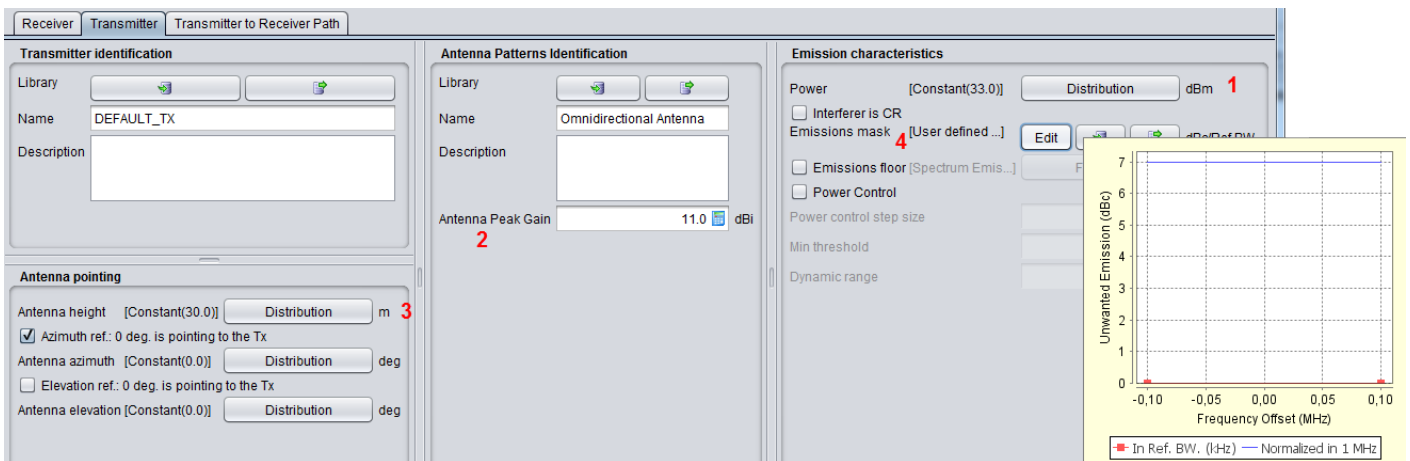 Receiver Transmitter Transmitter to Receiver Path
Transmitter identification
Library
Name DEFAULT_TX
Description
Antenna pointing
Antenna height [Constant(30.0)] Distribution m 3
Azimuth ref.: 0 deg. is pointing to the Tx
Antenna azimuth [Constant(0.0)] Distribution deg
Elevation ref.: 0 deg. is pointing to the Tx
Antenna elevation [Constant(0.0)] Distribution deg
Antenna Patterns Identification
Library
Name Omnidirectional Antenna
Description
Antenna Peak Gain 11.0 dBi
2
Emission characteristics
Power [Constant(33.0)] Distribution dBm 1
Interferer is CR
Emissions mask 4 [User defined ...] Edit dBc/Ref.BW
Emissions floor [Spectrum Emis...] F
Power Control
Power control step size
Min threshold
Dynamic range
Unwanted Emission (dBc)
7
6
5
4
3
2
1
0
-0,10 -0,05 0,00 0,05 0,10
Frequency Offset (MHz)
In Ref. BW. (kHz) Normalized in 1 MHz